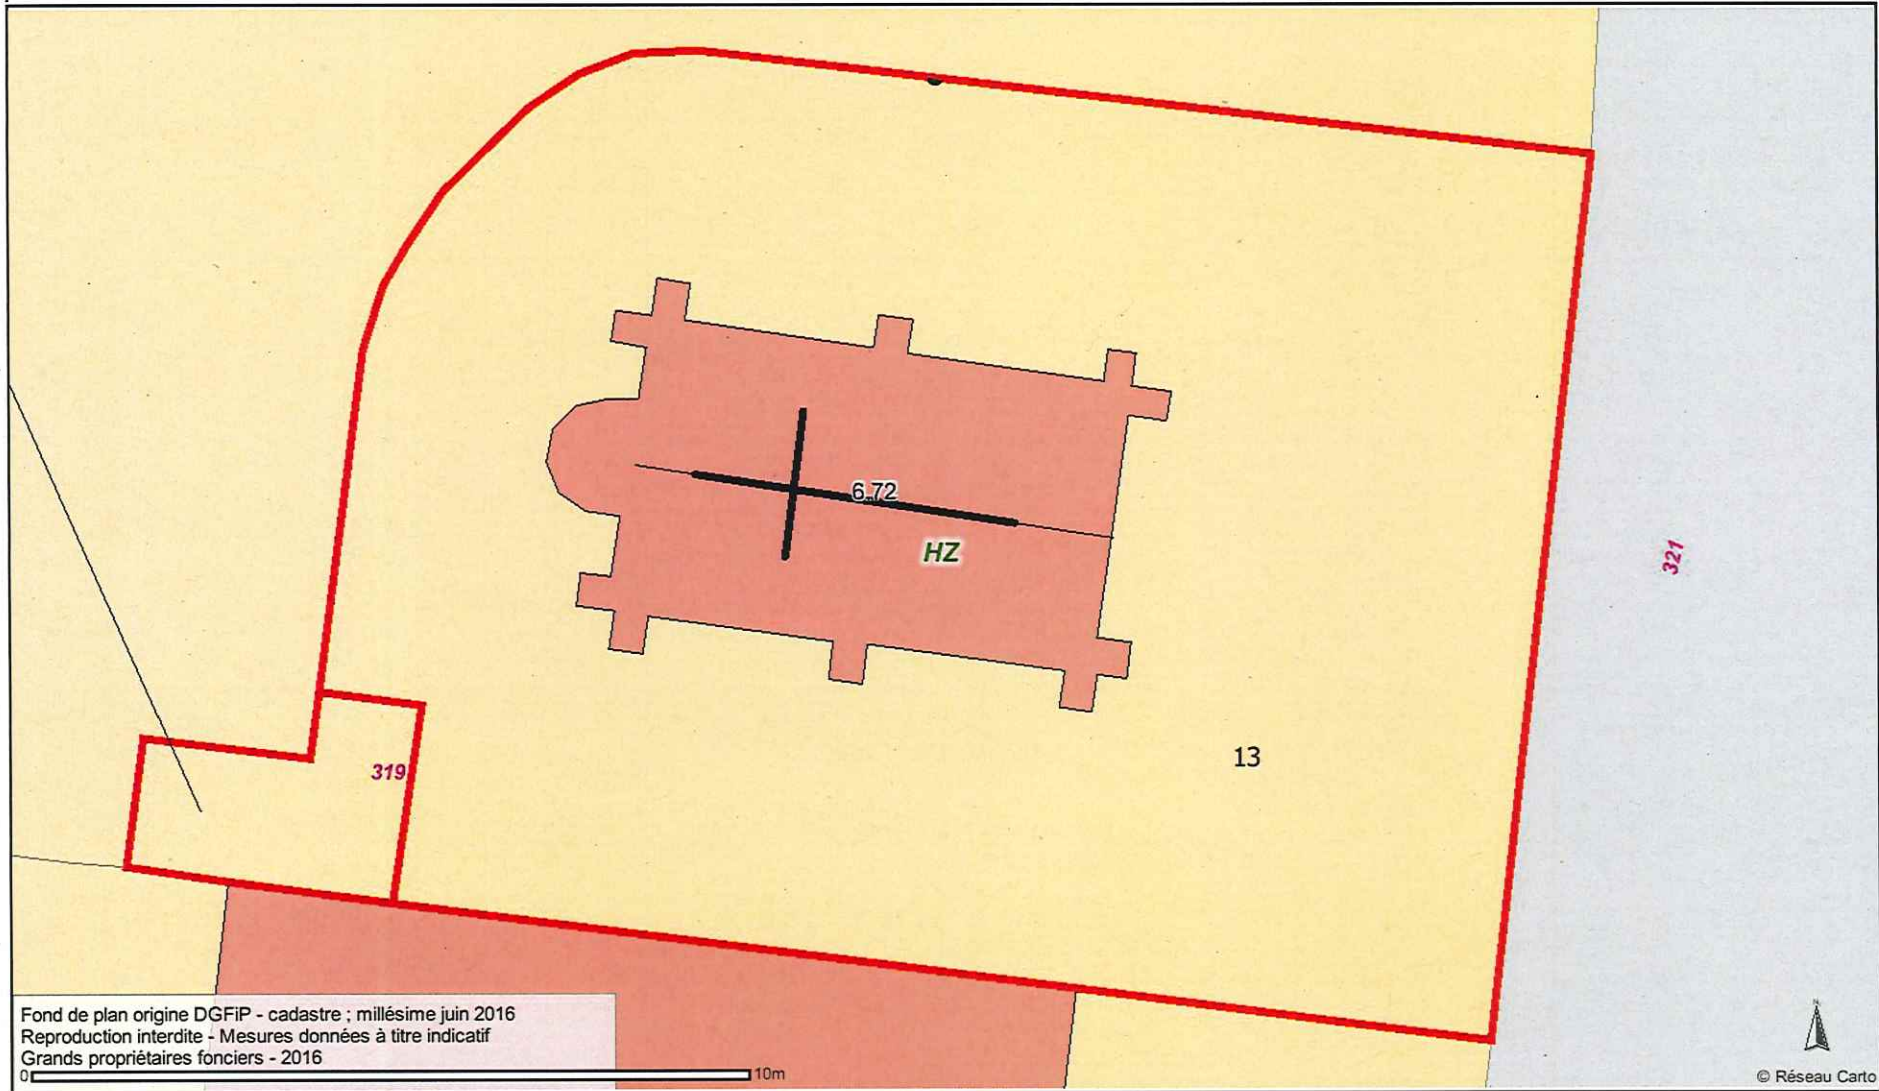 6,72
HZ
321
13
319
Fond de plan origine DGFiP - cadastre ; millésime juin 2016
Reproduction interdite - Mesures données à titre indicatif
Grands propriétaires fonciers - 2016
0 10m
N
© Réseau Carto